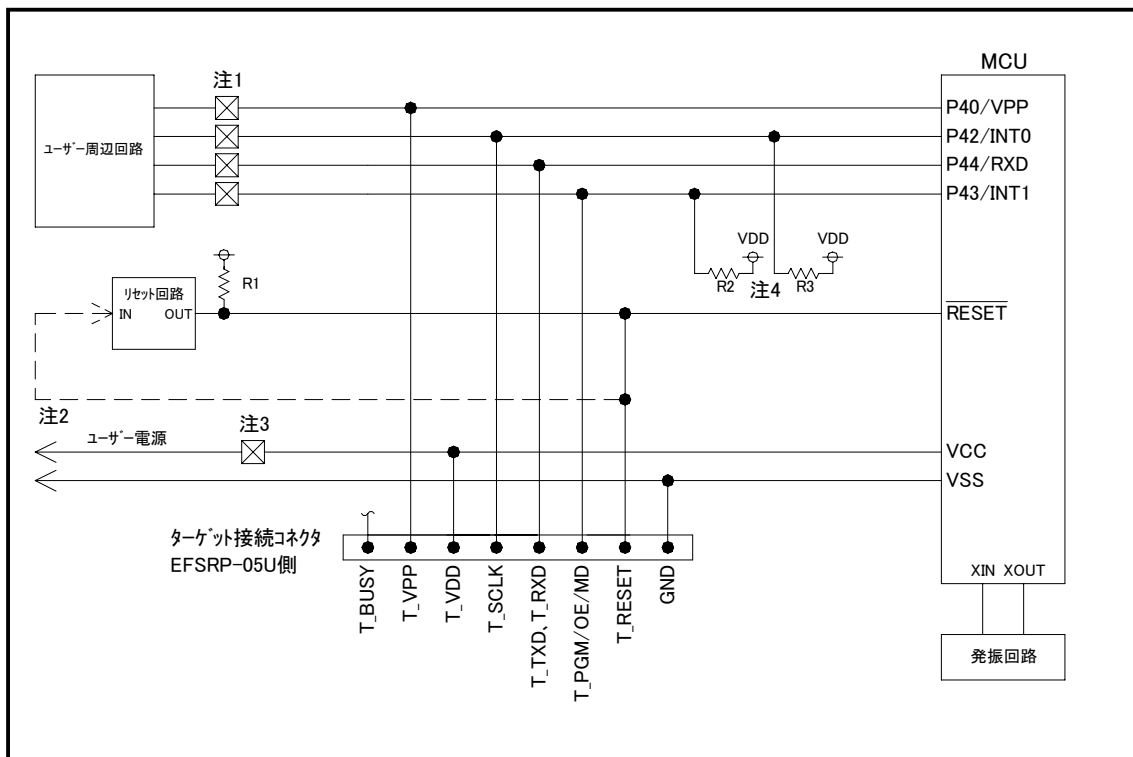 MCU
注1
P40/VPP
P42/INT0
P44/RXD
P43/INT1
ユーザー周辺回路
VDD
VDD
R2
注4
R3
R1
リセット回路
IN
OUT
RESET
注2
注3
ユーザー電源
VCC
VSS
ターゲット接続コネクタ
EFSRP-05U側
T_BUSY
T_VPP
T_VDD
T_SCLK
T_TXD、T_RXD
T_PGM/OE/MD
T_RESET
GND
XIN XOUT
発振回路